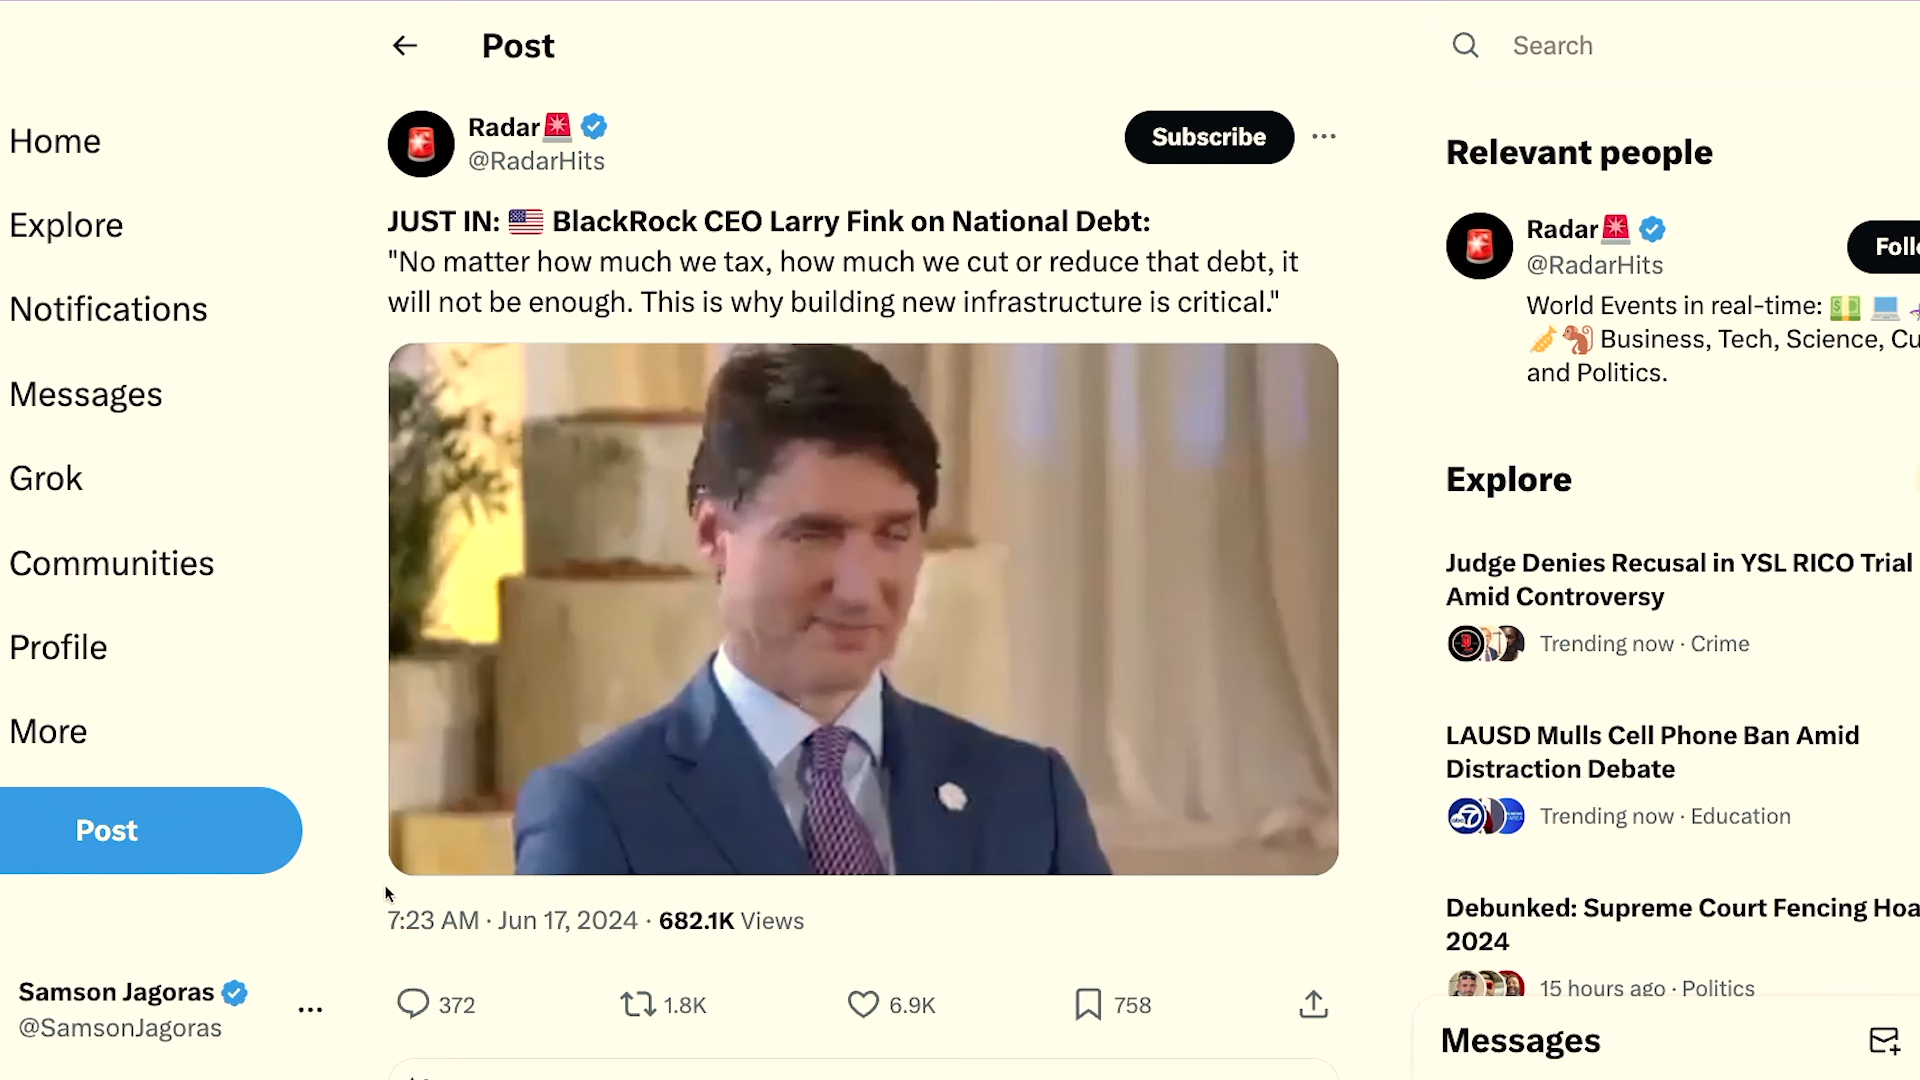 Post
Search
Home
Explore
Notifications
Messages
Grok
Communities
Profile
More
Post
Samson Jagoras
@SamsonJagoras
Radar
@RadarHits
Subscribe
JUST IN: BlackRock CEO Larry Fink on National Debt:
"No matter how much we tax, how much we cut or reduce that debt, it
will not be enough. This is why building new infrastructure is critical."
7:23 AM · Jun 17, 2024 · 682.1K Views
372 1.8K 6.9K 758
Relevant people
Radar
@RadarHits
Foll
World Events in real-time:
Business, Tech, Science, Cu
and Politics.
Explore
Judge Denies Recusal in YSL RICO Trial
Amid Controversy
Trending now · Crime
LAUSD Mulls Cell Phone Ban Amid
Distraction Debate
Trending now · Education
Debunked: Supreme Court Fencing Hoa
2024
15 hours ago · Politics
Messages